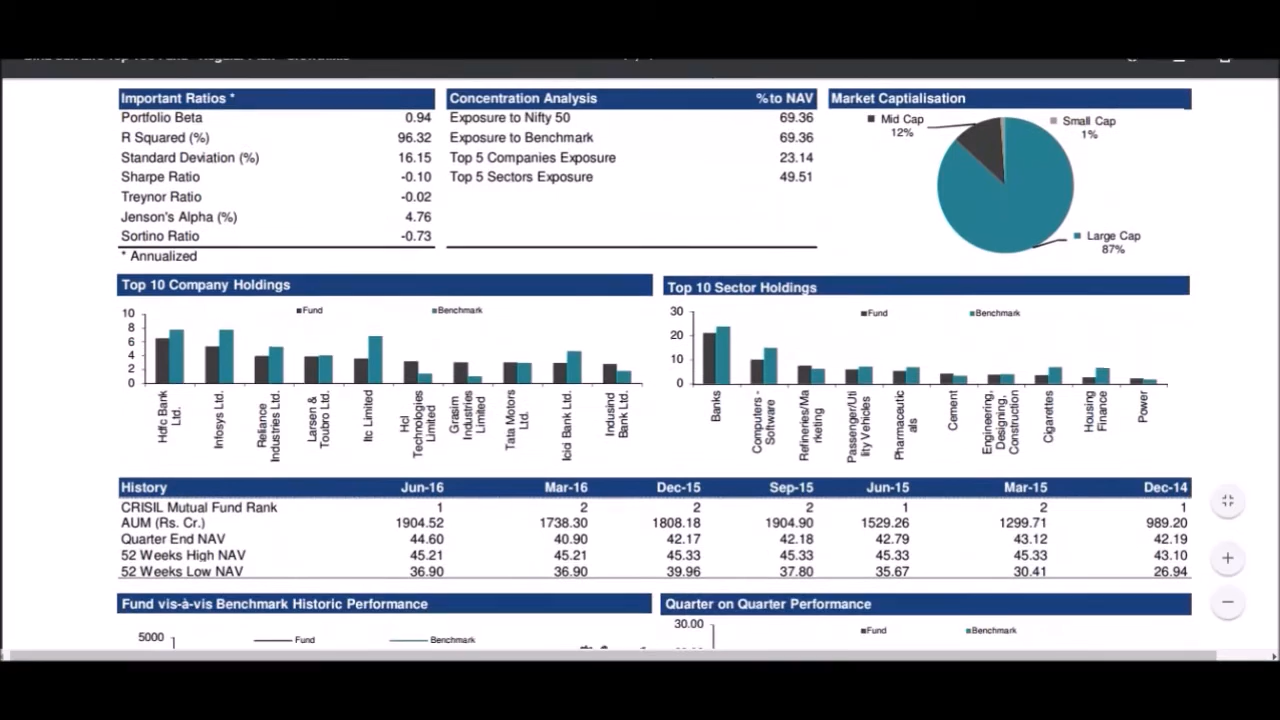 Important Ratios *
Portfolio Beta 0.94
R Squared (%) 96.32
Standard Deviation (%) 16.15
Sharpe Ratio -0.10
Treynor Ratio -0.02
Jenson's Alpha (%) 4.76
Sortino Ratio -0.73
* Annualized
Concentration Analysis %to NAV
Exposure to Nifty 50 69.36
Exposure to Benchmark 69.36
Top 5 Companies Exposure 23.14
Top 5 Sectors Exposure 49.51
Market Captialisation
Mid Cap
12%
Small Cap
1%
Large Cap
87%
Top 10 Company Holdings
Fund Benchmark
10
8
6
4
2
0
Hdfc Bank Ltd.
Infosys Ltd.
Reliance Industries Ltd.
Larsen & Toubro Ltd.
Itc Limited
Hcl Technologies Limited
Grasim Industries Limited
Tata Motors Ltd.
Icici Bank Ltd.
Indusind Bank Ltd.
Top 10 Sector Holdings
Fund Benchmark
30
20
10
0
Banks
Computers - Software
Refineries/Ma rketing
Passenger/Uti lity Vehicles
Pharmaceutic als
Cement
Engineering, Designing, Construction
Cigarettes
Housing Finance
Power
History Jun-16 Mar-16 Dec-15 Sep-15 Jun-15 Mar-15 Dec-14
CRISIL Mutual Fund Rank 1 2 2 2 1 2 1
AUM (Rs. Cr.) 1904.52 1738.30 1808.18 1904.90 1529.26 1299.71 989.20
Quarter End NAV 44.60 40.90 42.17 42.18 42.79 43.12 42.19
52 Weeks High NAV 45.21 45.21 45.33 45.33 45.33 45.33 43.10
52 Weeks Low NAV 36.90 36.90 39.96 37.80 35.67 30.41 26.94
Fund vis-à-vis Benchmark Historic Performance
5000
Fund Benchmark
Quarter on Quarter Performance
30.00
Fund Benchmark